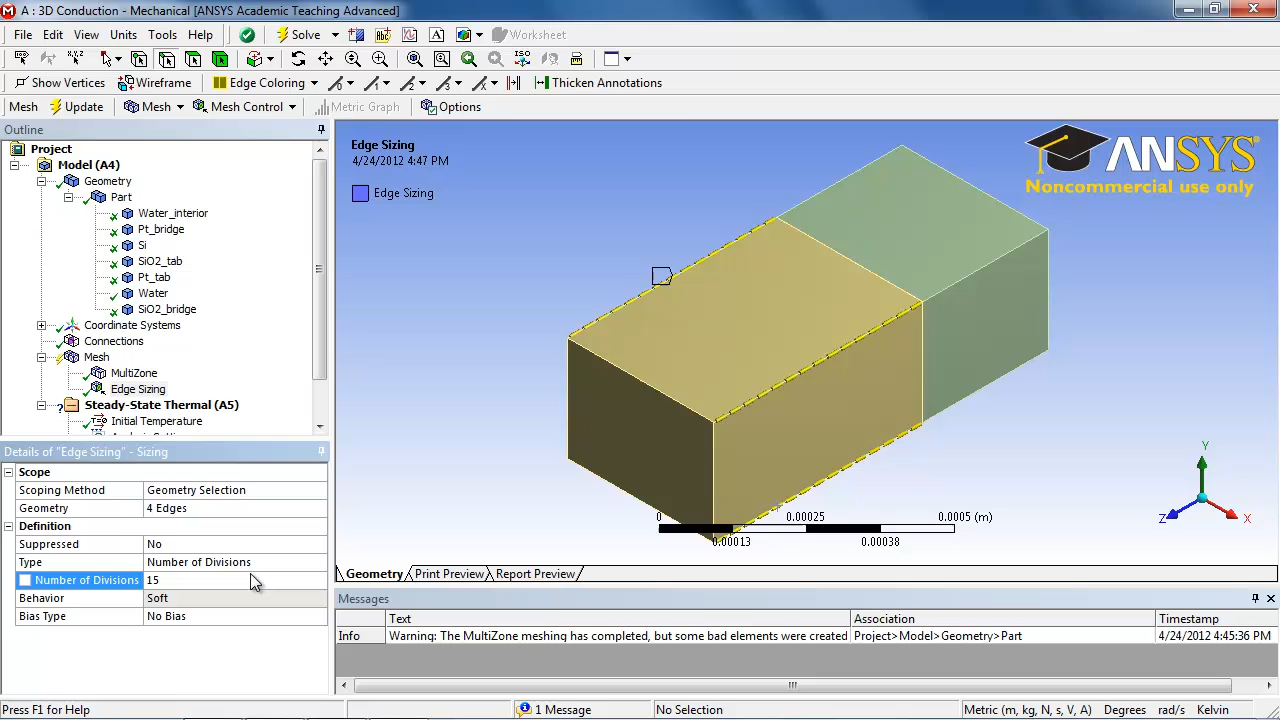 A : 3D Conduction - Mechanical [ANSYS Academic Teaching Advanced]
File Edit View Units Tools Help Solve Worksheet
Show Vertices Wireframe Edge Coloring Thicken Annotations
Mesh Update Mesh Mesh Control Metric Graph Options
Outline
Project
Model (A4)
Geometry
Part
Water_interior
Pt_bridge
Si
SiO2_tab
Pt_tab
Water
SiO2_bridge
Coordinate Systems
Connections
Mesh
MultiZone
Edge Sizing
Steady-State Thermal (A5)
Initial Temperature
Details of "Edge Sizing" - Sizing
Scope
Scoping Method Geometry Selection
Geometry 4 Edges
Definition
Suppressed No
Type Number of Divisions
Number of Divisions 15
Behavior Soft
Bias Type No Bias
Edge Sizing
4/24/2012 4:47 PM
Edge Sizing
ANSYS
Noncommercial use only
Y
Z X
0 0.00025 0.0005 (m)
0.00013 0.00038
Geometry Print Preview Report Preview
Messages
Text Association Timestamp
Info Warning: The MultiZone meshing has completed, but some bad elements were created Project>Model>Geometry>Part 4/24/2012 4:45:36 PM
Press F1 for Help 1 Message No Selection Metric (m, kg, N, s, V, A) Degrees rad/s Kelvin